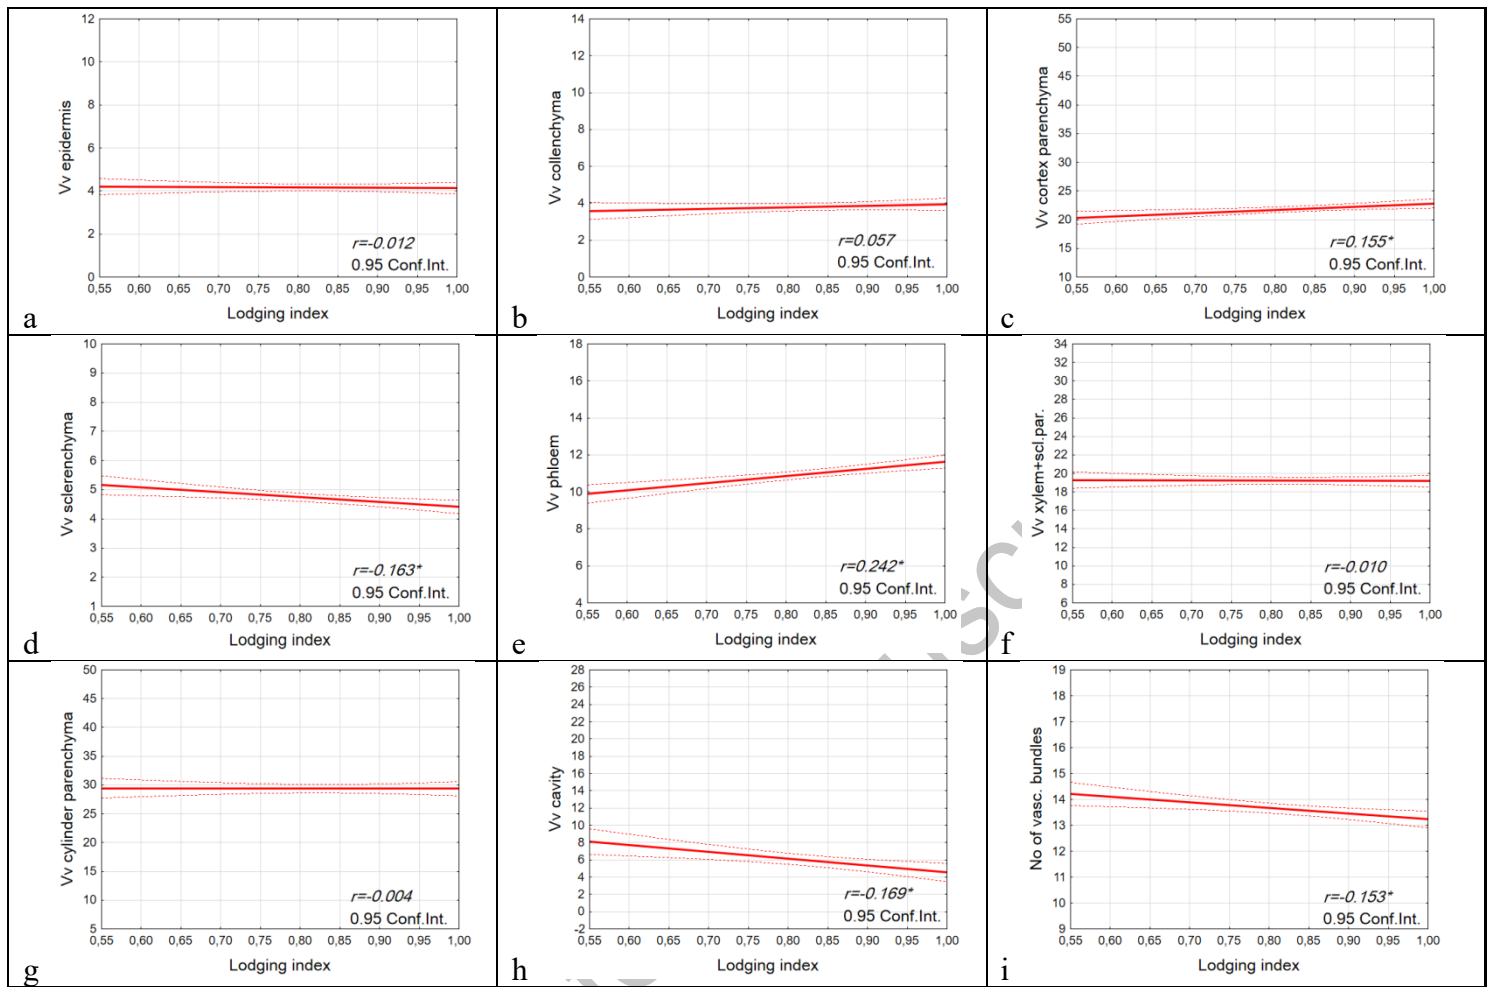 12
10
8
6
4
2
0
Vv epidermis
r=-0.012
0.95 Conf.Int.
0,55 0,60 0,65 0,70 0,75 0,80 0,85 0,90 0,95 1,00
Lodging index
a
14
12
10
8
6
4
2
0
Vv collenchyma
r=0.057
0.95 Conf.Int.
0,55 0,60 0,65 0,70 0,75 0,80 0,85 0,90 0,95 1,00
Lodging index
b
55
50
45
40
35
30
25
20
15
10
Vv cortex parenchyma
r=0.155*
0.95 Conf.Int.
0,55 0,60 0,65 0,70 0,75 0,80 0,85 0,90 0,95 1,00
Lodging index
c
10
9
8
7
6
5
4
3
2
1
Vv sclerenchyma
r=-0.163*
0.95 Conf.Int.
0,55 0,60 0,65 0,70 0,75 0,80 0,85 0,90 0,95 1,00
Lodging index
d
18
16
14
12
10
8
6
4
Vv phloem
r=0.242*
0.95 Conf.Int.
0,55 0,60 0,65 0,70 0,75 0,80 0,85 0,90 0,95 1,00
Lodging index
e
34
32
30
28
26
24
22
20
18
16
14
12
10
8
6
Vv xylem+scl.par.
r=-0.010
0.95 Conf.Int.
0,55 0,60 0,65 0,70 0,75 0,80 0,85 0,90 0,95 1,00
Lodging index
f
50
45
40
35
30
25
20
15
10
5
Vv cylinder parenchyma
r=-0.004
0.95 Conf.Int.
0,55 0,60 0,65 0,70 0,75 0,80 0,85 0,90 0,95 1,00
Lodging index
g
28
26
24
22
20
18
16
14
12
10
8
6
4
2
0
-2
Vv cavity
r=-0.169*
0.95 Conf.Int.
0,55 0,60 0,65 0,70 0,75 0,80 0,85 0,90 0,95 1,00
Lodging index
h
19
18
17
16
15
14
13
12
11
10
9
No of vasc. bundles
r=-0.153*
0.95 Conf.Int.
0,55 0,60 0,65 0,70 0,75 0,80 0,85 0,90 0,95 1,00
Lodging index
i